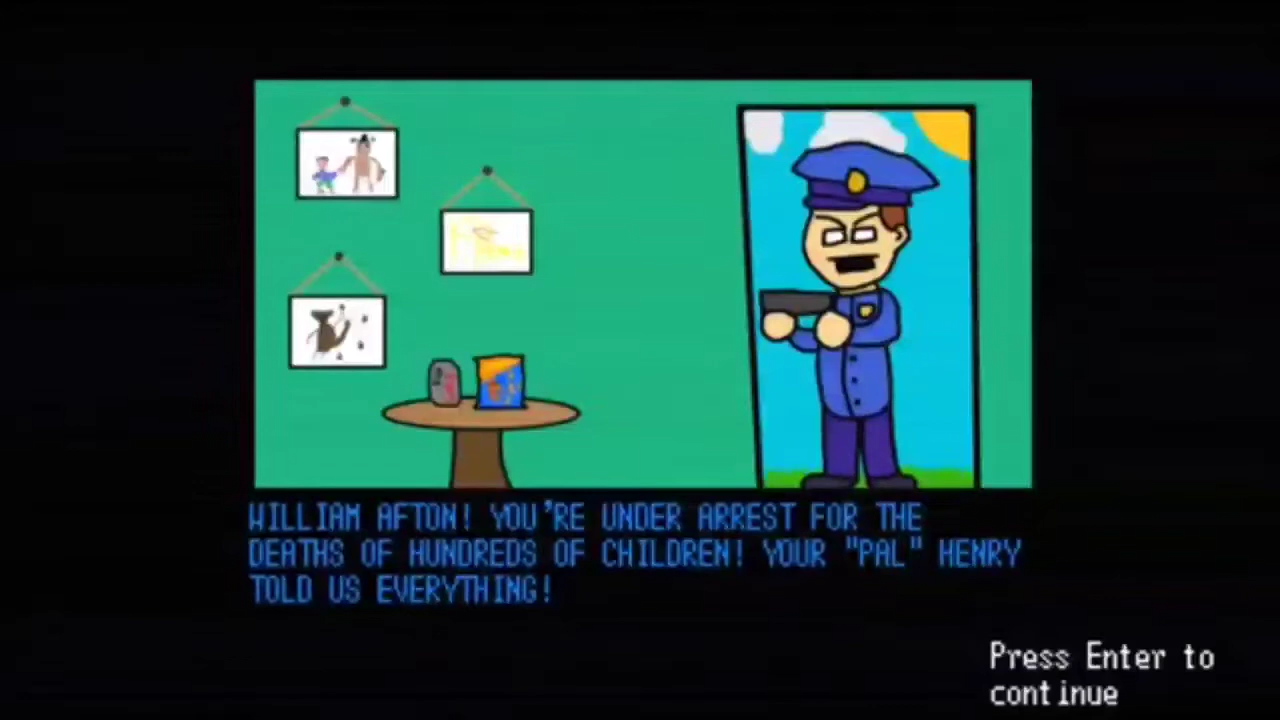 WILLIAM AFTON! YOU'RE UNDER ARREST FOR THE
DEATHS OF HUNDREDS OF CHILDREN! YOUR "PAL" HENRY
TOLD US EVERYTHING!
Press Enter to
continue